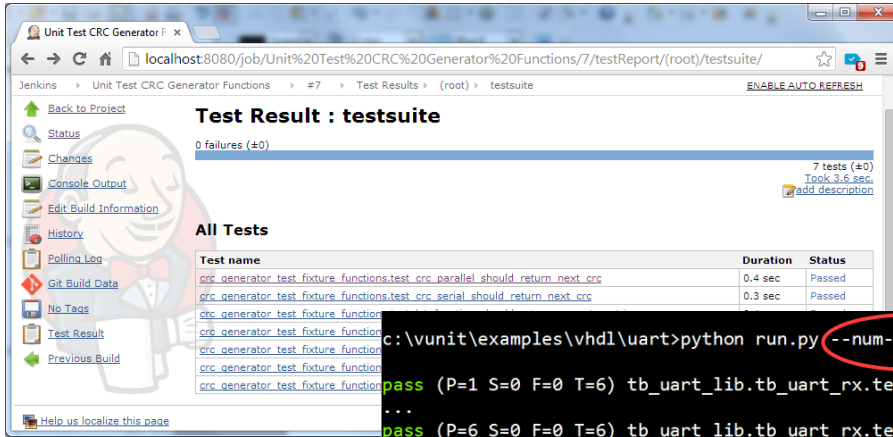 Unit Test CRC Generator F
localhost:8080/job/Unit%20Test%20CRC%20Generator%20Functions/7/testReport/(root)/testsuite/
Jenkins Unit Test CRC Generator Functions #7 Test Results (root) testsuite ENABLE AUTO REFRESH
Back to Project
Status
Changes
Console Output
Edit Build Information
History
Polling Log
Git Build Data
No Tags
Test Result
Previous Build
Help us localize this page
Test Result : testsuite
0 failures (±0)
7 tests (±0)
Took 3.6 sec.
add description
All Tests
Test name Duration Status
crc_generator_test_fixture_functions.test_crc_parallel_should_return_next_crc 0.4 sec Passed
crc_generator_test_fixture_functions.test_crc_serial_should_return_next_crc 0.3 sec Passed
crc_generator_test_fixture_function
crc_generator_test_fixture_function
crc_generator_test_fixture_function
crc_generator_test_fixture_function
c:\vunit\examples\vhdl\uart>python run.py --num-
pass (P=1 S=0 F=0 T=6) tb_uart_lib.tb_uart_rx.te
...
pass (P=6 S=0 F=0 T=6) tb_uart_lib.tb_uart_rx.te